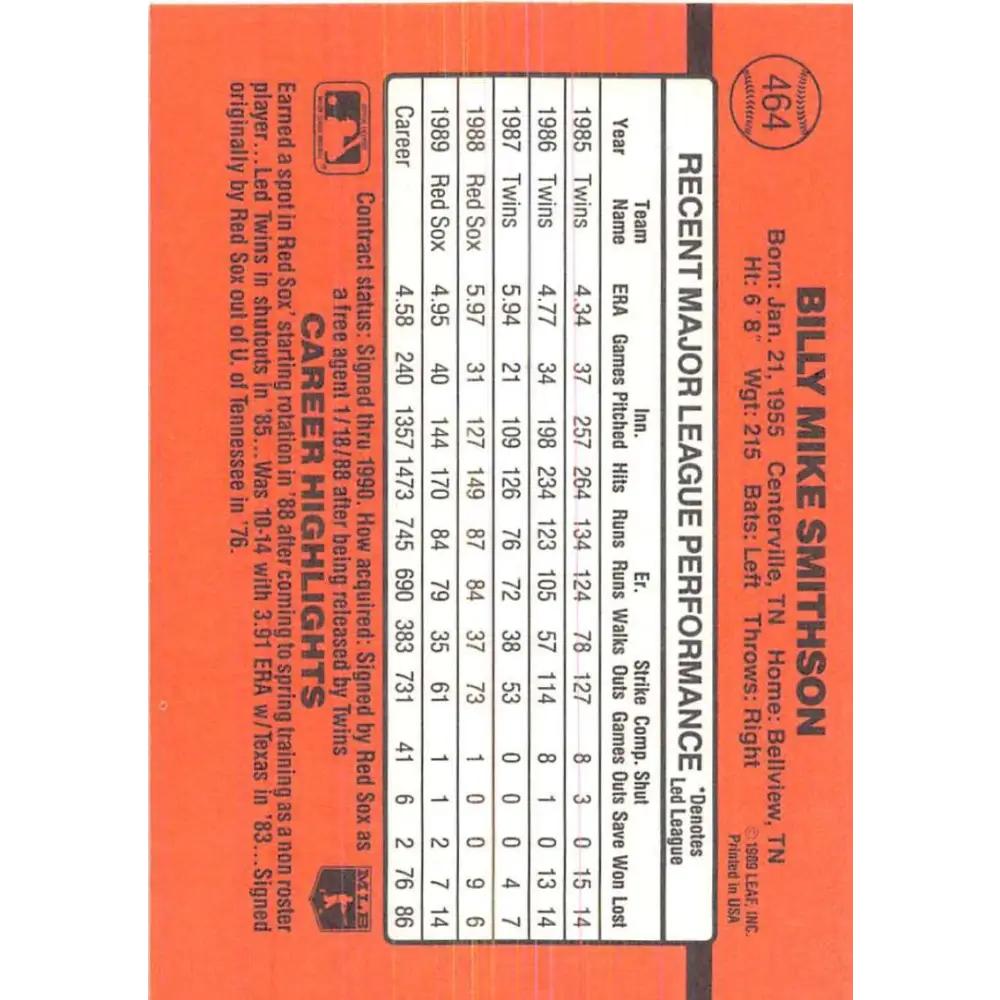 464
BILLY MIKE SMITHSON
Born: Jan. 21, 1955 Centerville, TN Home: Bellview, TN
Ht: 6'8" Wgt: 215 Bats: Left Throws: Right
© 1989 LEAF, INC.
Printed in USA
RECENT MAJOR LEAGUE PERFORMANCE *Denotes
Led League
Team Inn. Er. Strike Comp. Shut
Year Name ERA Games Pitched Hits Runs Runs Walks Outs Games Outs Save Won Lost
1985 Twins 4.34 37 257 264 134 124 78 127 8 3 0 15 14
1986 Twins 4.77 34 198 234 123 105 57 114 8 1 0 13 14
1987 Twins 5.94 21 109 126 76 72 38 53 0 0 0 4 7
1988 Red Sox 5.97 31 127 149 87 84 37 73 1 0 0 9 6
1989 Red Sox 4.95 40 144 170 84 79 35 61 1 1 2 7 14
Career 4.58 240 1357 1473 745 690 383 731 41 6 2 76 86
Contract status: Signed thru 1990. How acquired: Signed by Red Sox as
a free agent 1/18/88 after being released by Twins
MLB
CAREER HIGHLIGHTS
Earned a spot in Red Sox' starting rotation in '88 after coming to spring training as a non roster
player...Led Twins in shutouts in '85...Was 10-14 with 3.91 ERA w/Texas in '83...Signed
originally by Red Sox out of U. of Tennessee in '76.